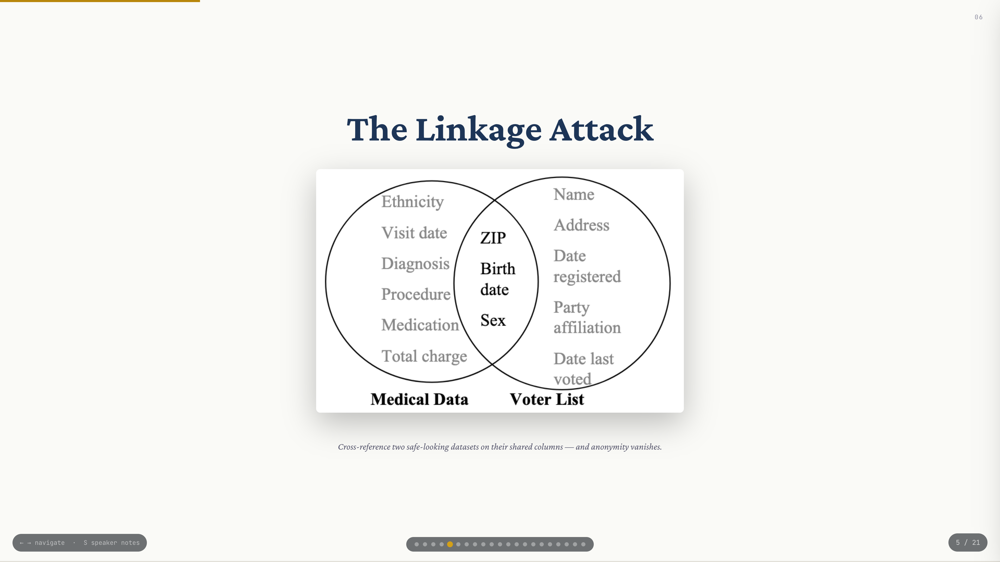 06
The Linkage Attack
Ethnicity
Visit date
Diagnosis
Procedure
Medication
Total charge
ZIP
Birth
date
Sex
Name
Address
Date
registered
Party
affiliation
Date last
voted
Medical Data
Voter List
Cross-reference two safe-looking datasets on their shared columns — and anonymity vanishes.
← → navigate · S speaker notes
5 / 21